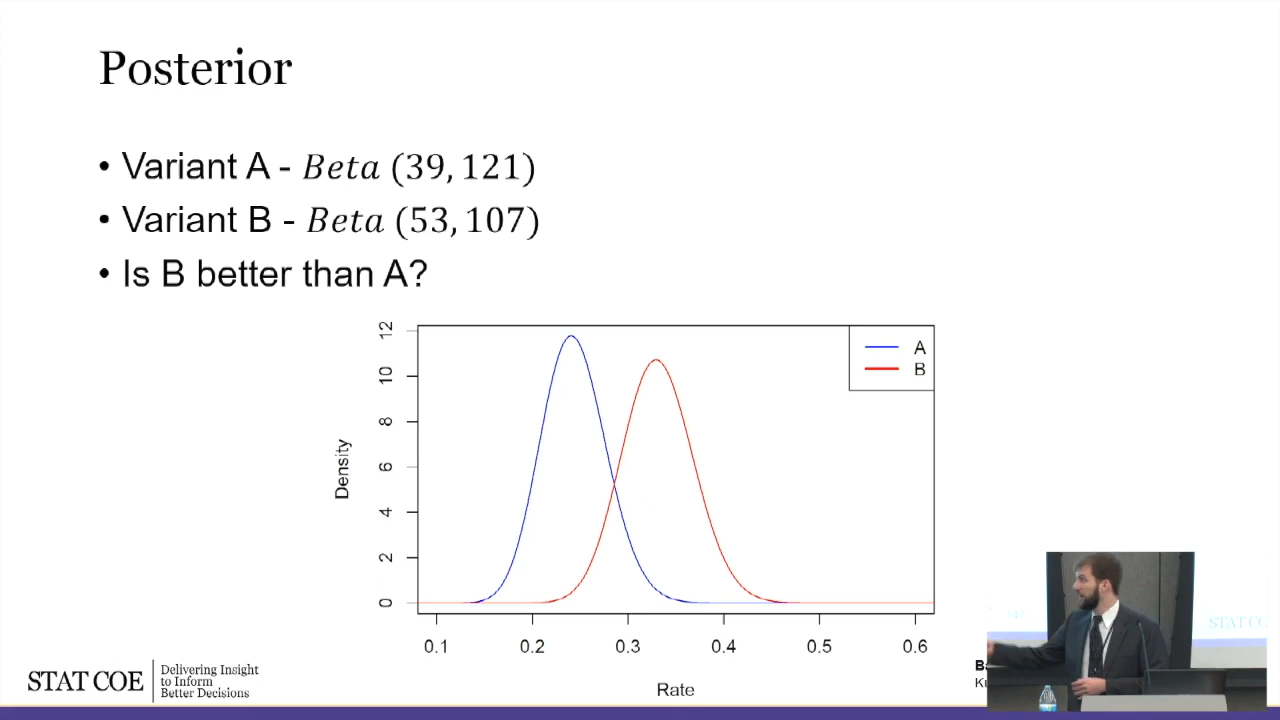 Posterior
• Variant A - Beta (39, 121)
• Variant B - Beta (53, 107)
• Is B better than A?
A
B
Density
0
2
4
6
8
10
12
0.1 0.2 0.3 0.4 0.5 0.6
Rate
STAT COE
Delivering Insight
to Inform
Better Decisions
STAT COE